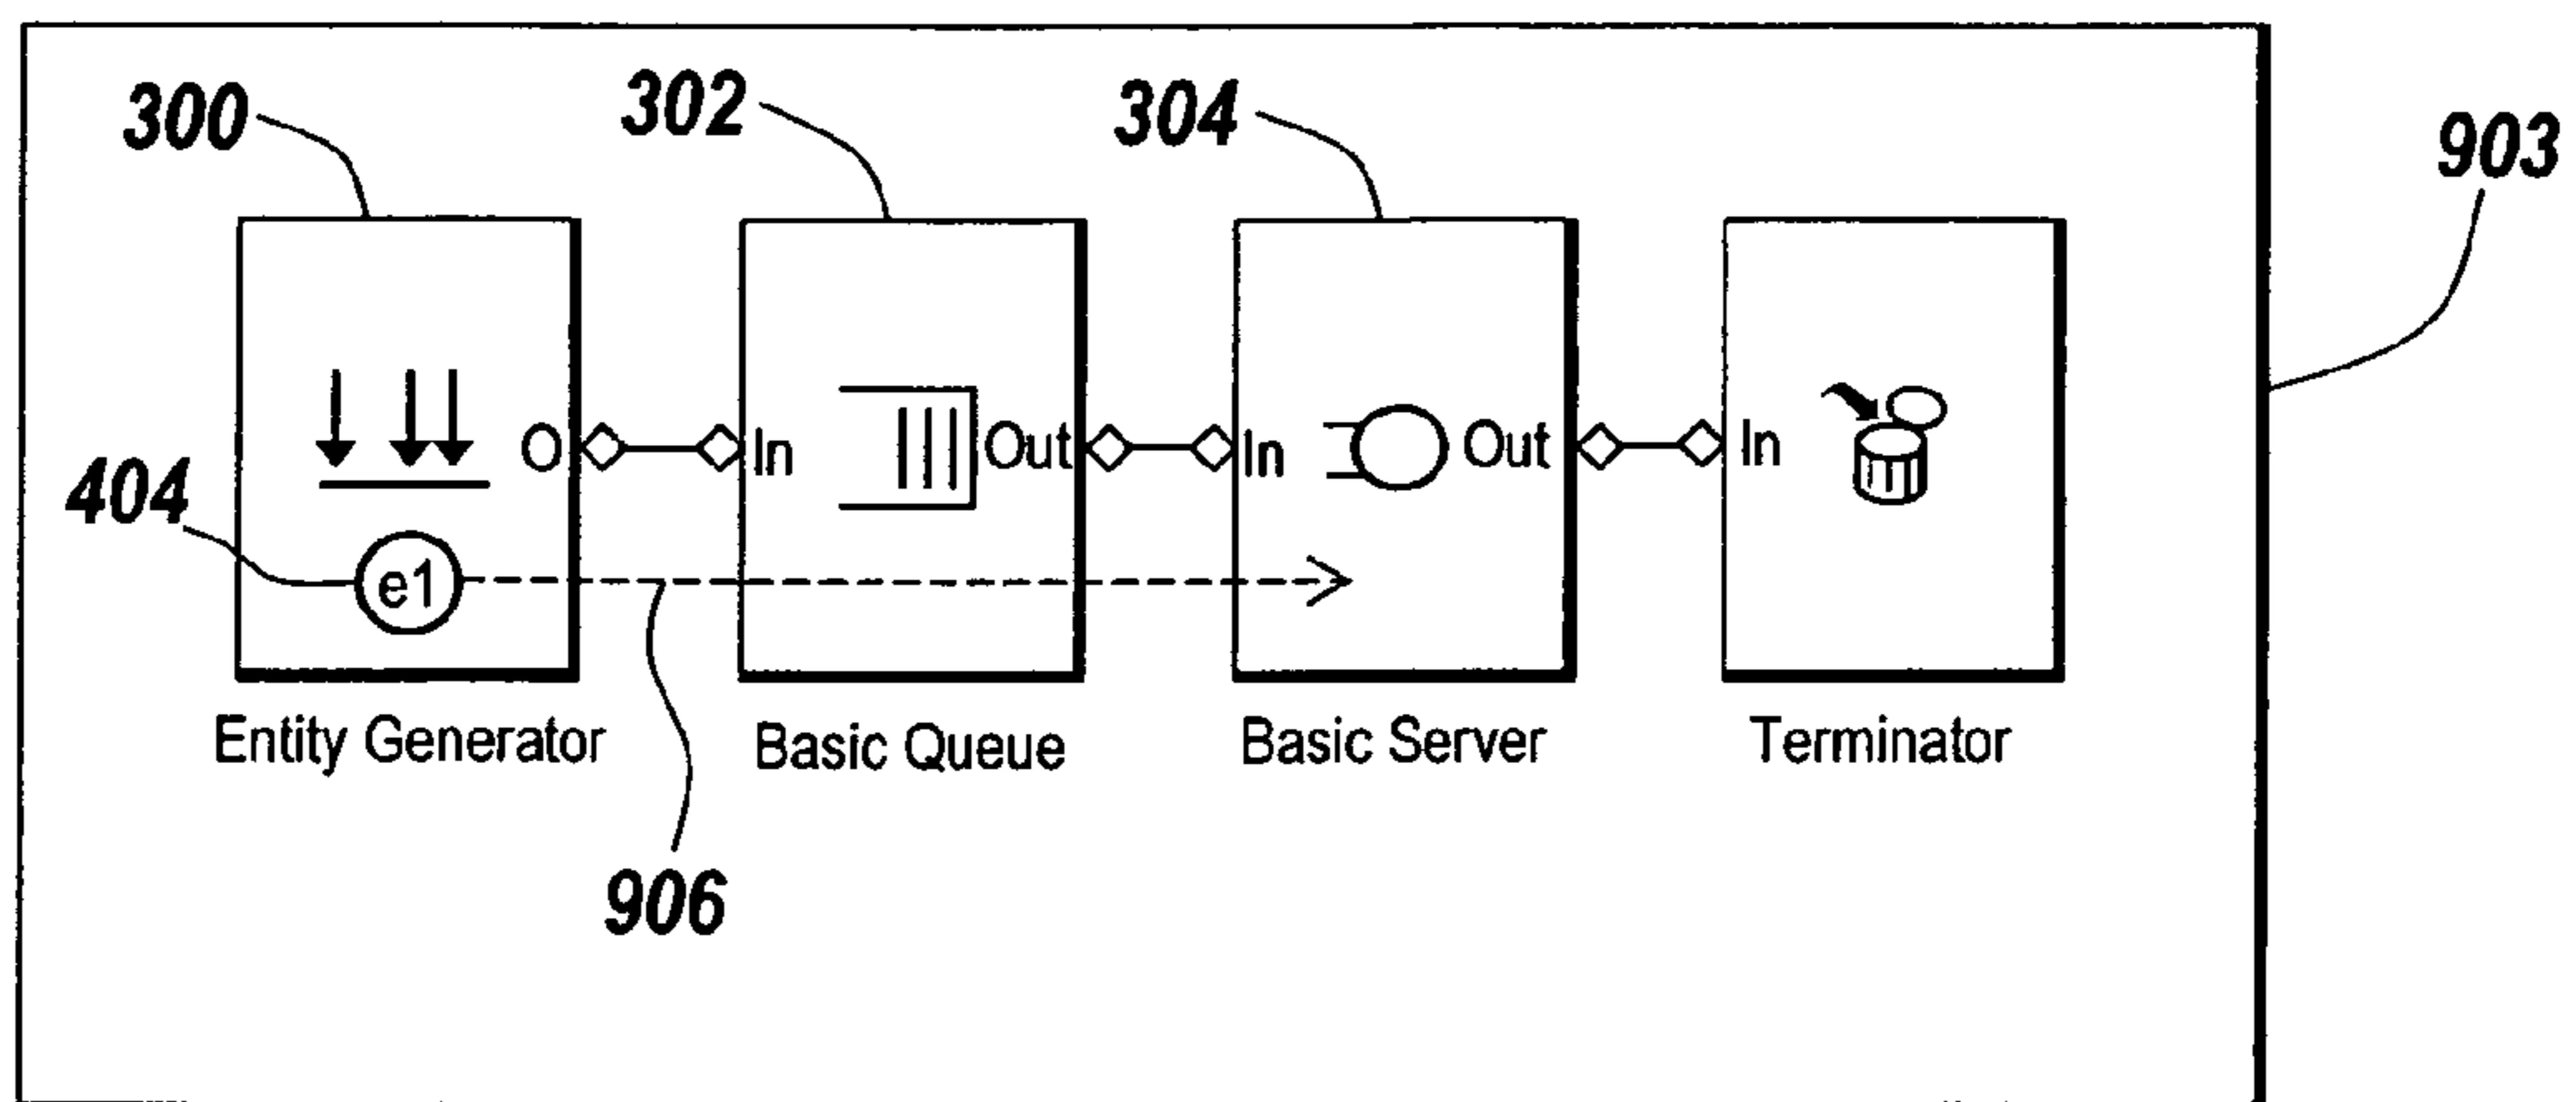 300
302
304
903
O
In
Out
In
Out
In
404
e1
Entity Generator
Basic Queue
Basic Server
Terminator
906